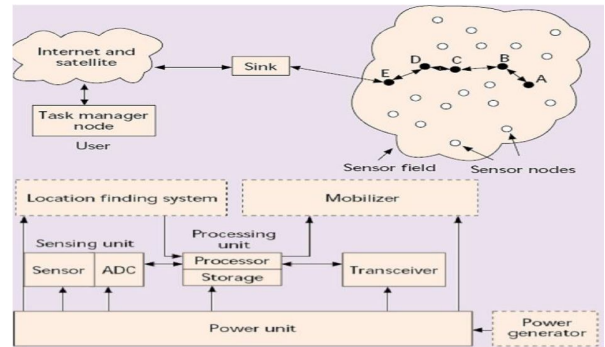 Internet and
satellite
Sink
Task manager
node
User
E
D
C
B
A
Sensor field
Sensor nodes
Location finding system
Mobilizer
Sensing unit
Processing
unit
Sensor
ADC
Processor
Storage
Transceiver
Power unit
Power
generator